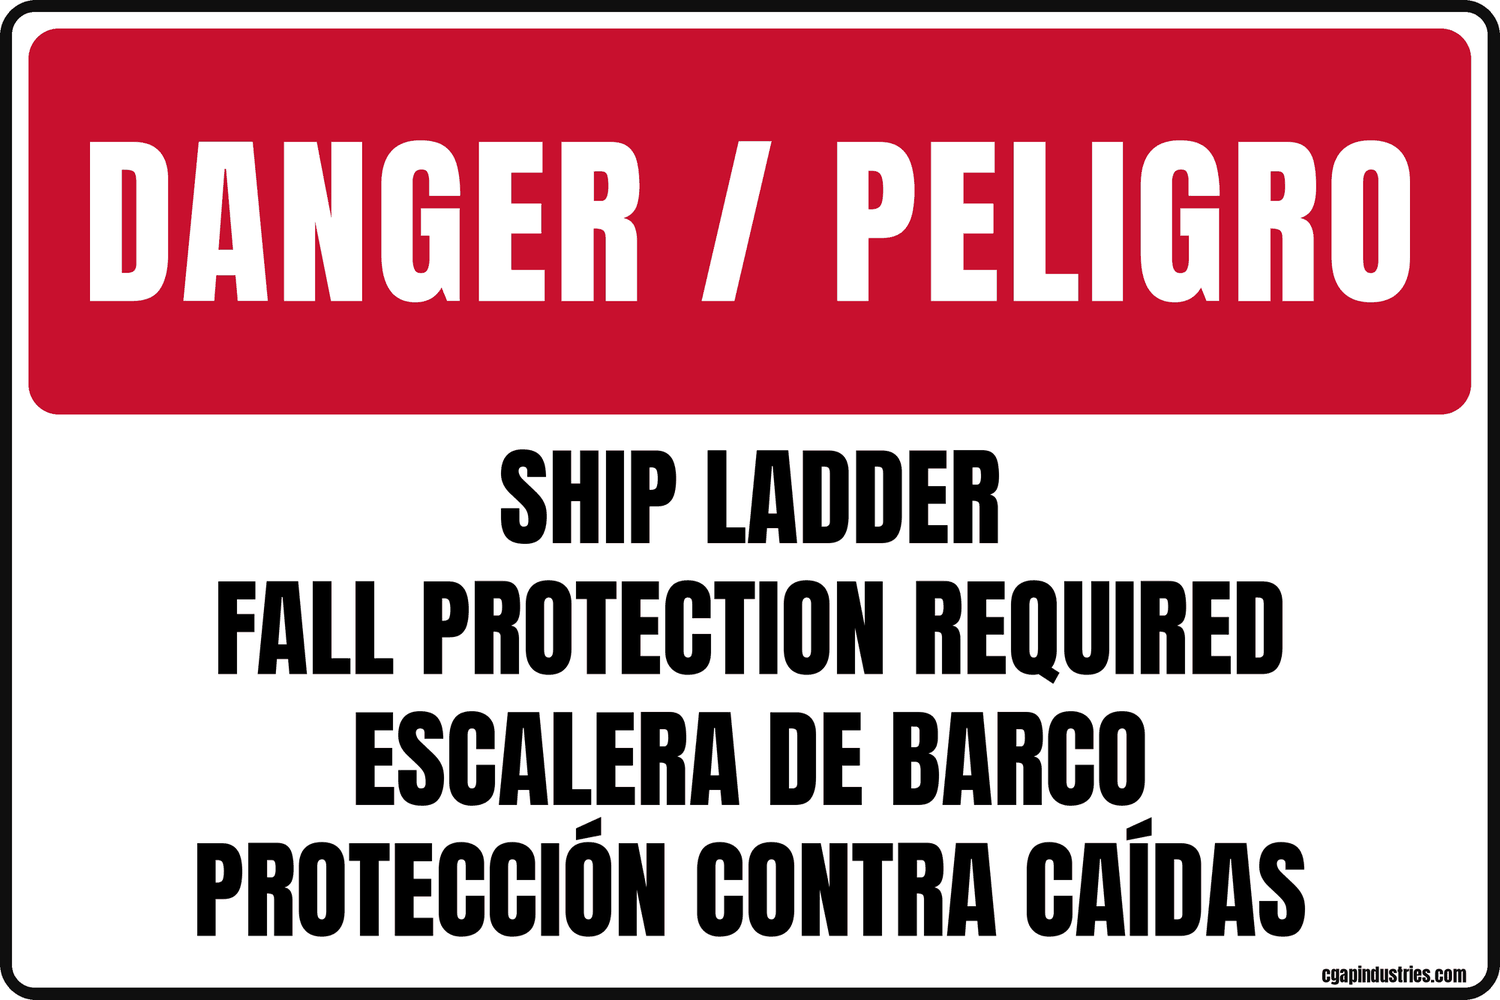 DANGER / PELIGRO
SHIP LADDER
FALL PROTECTION REQUIRED
ESCALERA DE BARCO
PROTECCIÓN CONTRA CAÍDAS
cgapindustries.com